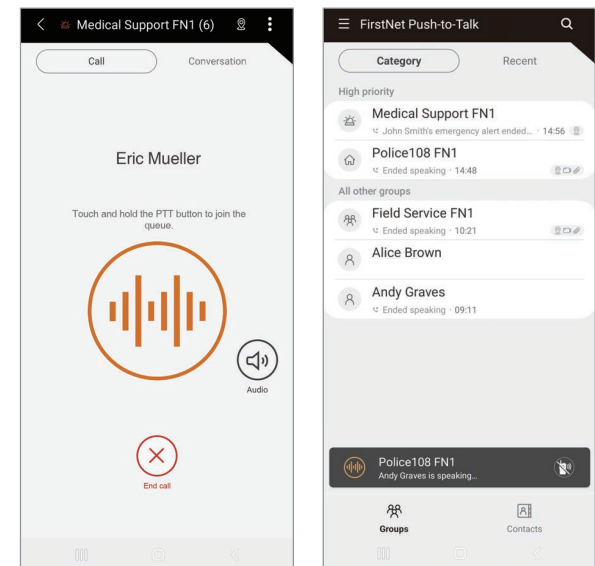 Medical Support FN1 (6)
Call
Conversation
Eric Mueller
Touch and hold the PTT button to join the
queue.
Audio
End call
FirstNet Push-to-Talk
Category
Recent
High priority
Medical Support FN1
John Smith's emergency alert ended... · 14:56
Police108 FN1
Ended speaking · 14:48
All other groups
Field Service FN1
Ended speaking · 10:21
Alice Brown
Andy Graves
Ended speaking · 09:11
Police108 FN1
Andy Graves is speaking...
Groups
Contacts